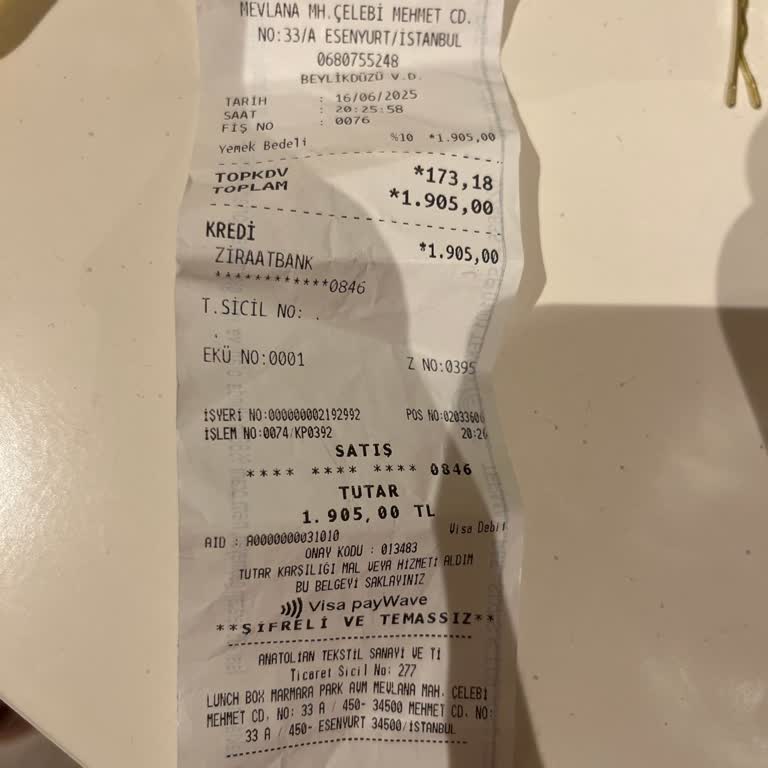 MEVLANA MH.ÇELEBİ MEHMET CD.
NO:33/A ESENYURT/İSTANBUL
0680755248
BEYLİKDÜZÜ V.D.
TARİH : 16/06/2025
SAAT : 20:25:58
FİŞ NO : 0076
Yemek Bedeli %10 *1.905,00
TOPKDV *173,18
TOPLAM *1.905,00
KREDİ
ZİRAATBANK *1.905,00
************0846
T.SİCİL NO: .
EKÜ NO:0001 Z NO:0395
İŞYERİ NO:000000002192992 POS NO:0203360
İŞLEM NO:0074/KP0392 20:26
SATIŞ
**** **** **** 0846
TUTAR
1.905,00 TL
Visa Debit
AID : A0000000031010
ONAY KODU : 013483
TUTAR KARŞILIĞI MAL VEYA HİZMETİ ALDIM
BU BELGEYİ SAKLAYINIZ
Visa payWave
**ŞİFRELİ VE TEMASSIZ**
ANATOLIAN TEKSTİL SANAYİ VE Tİ
Ticaret Sicil No: 277
LUNCH BOX MARMARA PARK AVM MEVLANA MAH. ÇELEBİ
MEHMET CD. NO: 33 A / 450- 34500 MEHMET CD. NO:
33 A / 450- ESENYURT 34500/İSTANBUL